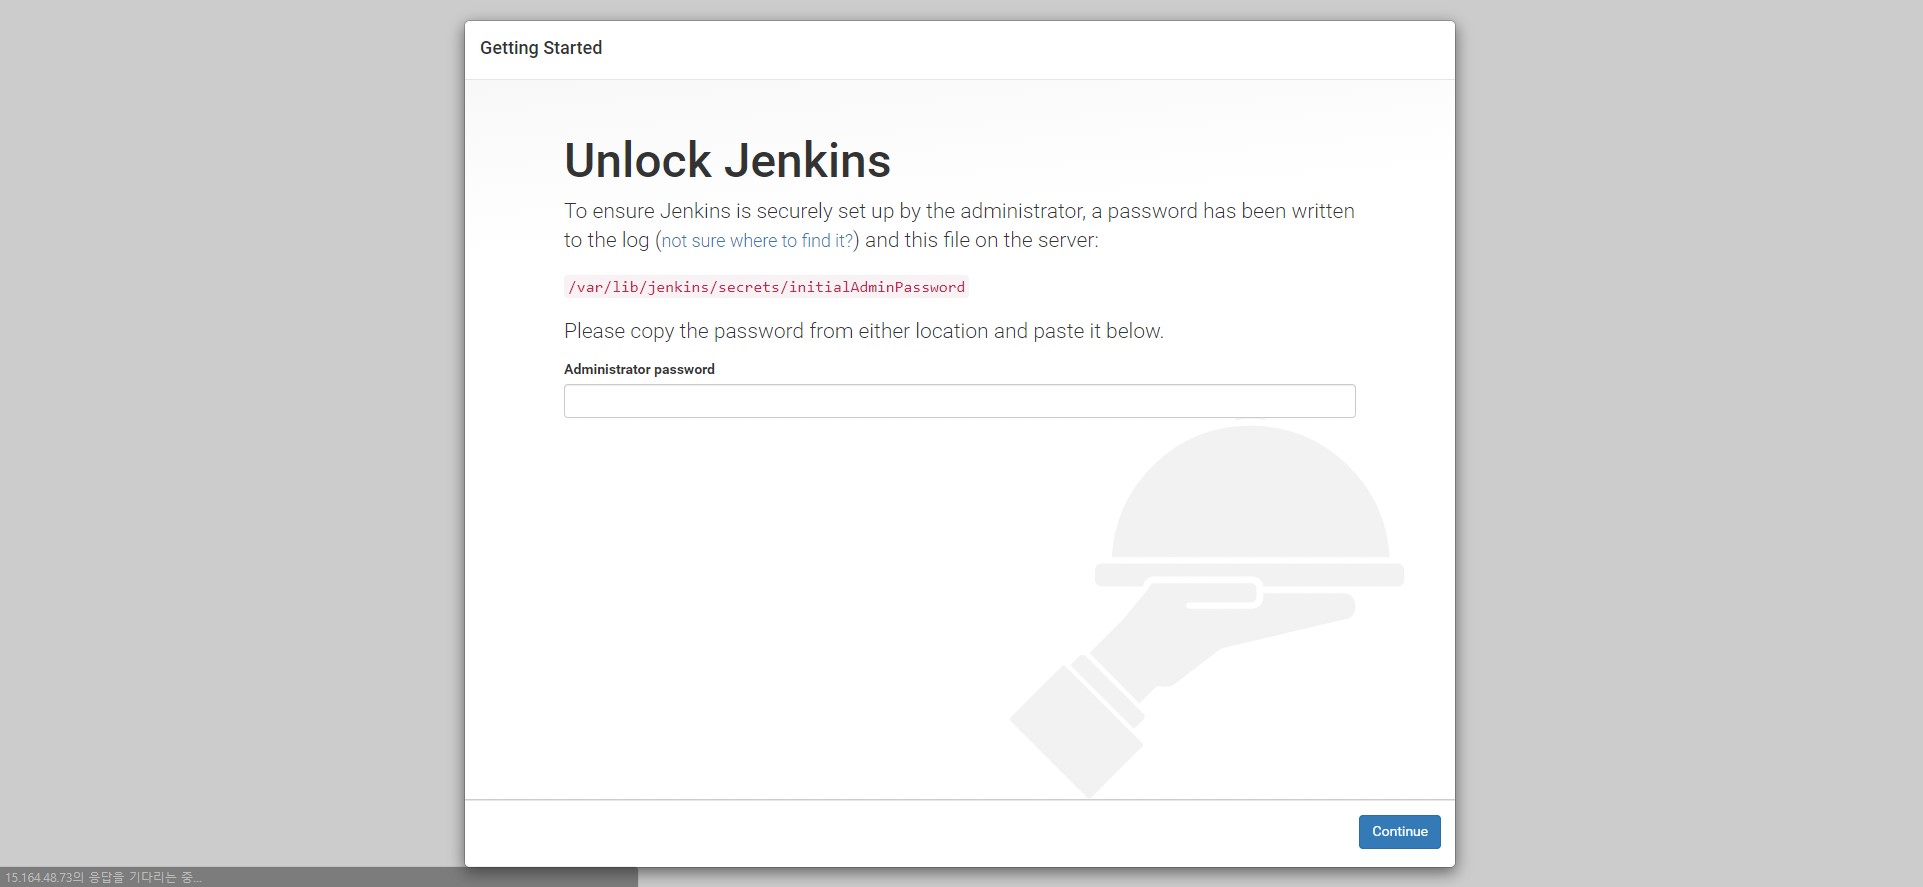 Getting Started
Unlock Jenkins
To ensure Jenkins is securely set up by the administrator, a password has been written
to the log (not sure where to find it?) and this file on the server:
/var/lib/jenkins/secrets/initialAdminPassword
Please copy the password from either location and paste it below.
Administrator password
Continue
15.164.48.73의 응답을 기다리는 중...